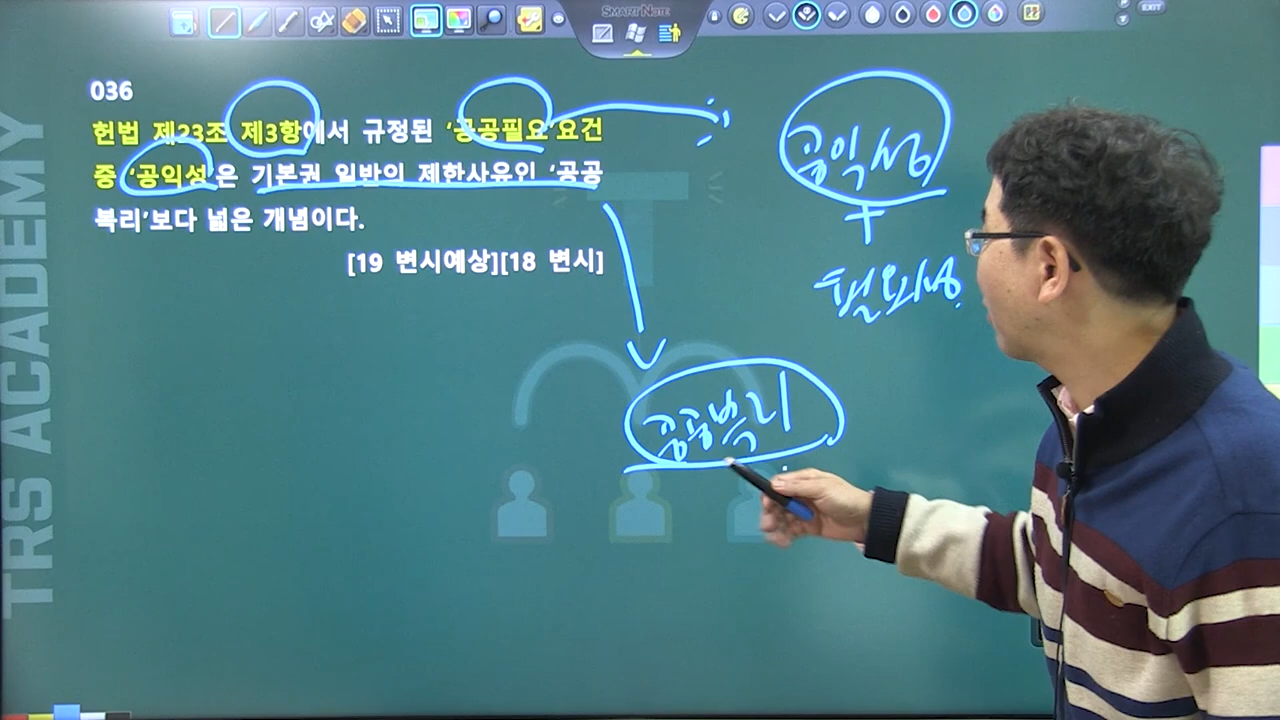 SMART NOTE
EXIT
036
헌법 제23조 제3항에서 규정된 ‘공공필요’요건
중 ‘공익성’은 기본권 일반의 제한사유인 ‘공공
복리’보다 넓은 개념이다.
[19 변시예상][18 변시]
공익성
+
필요성
공공복리
TRS ACADEMY